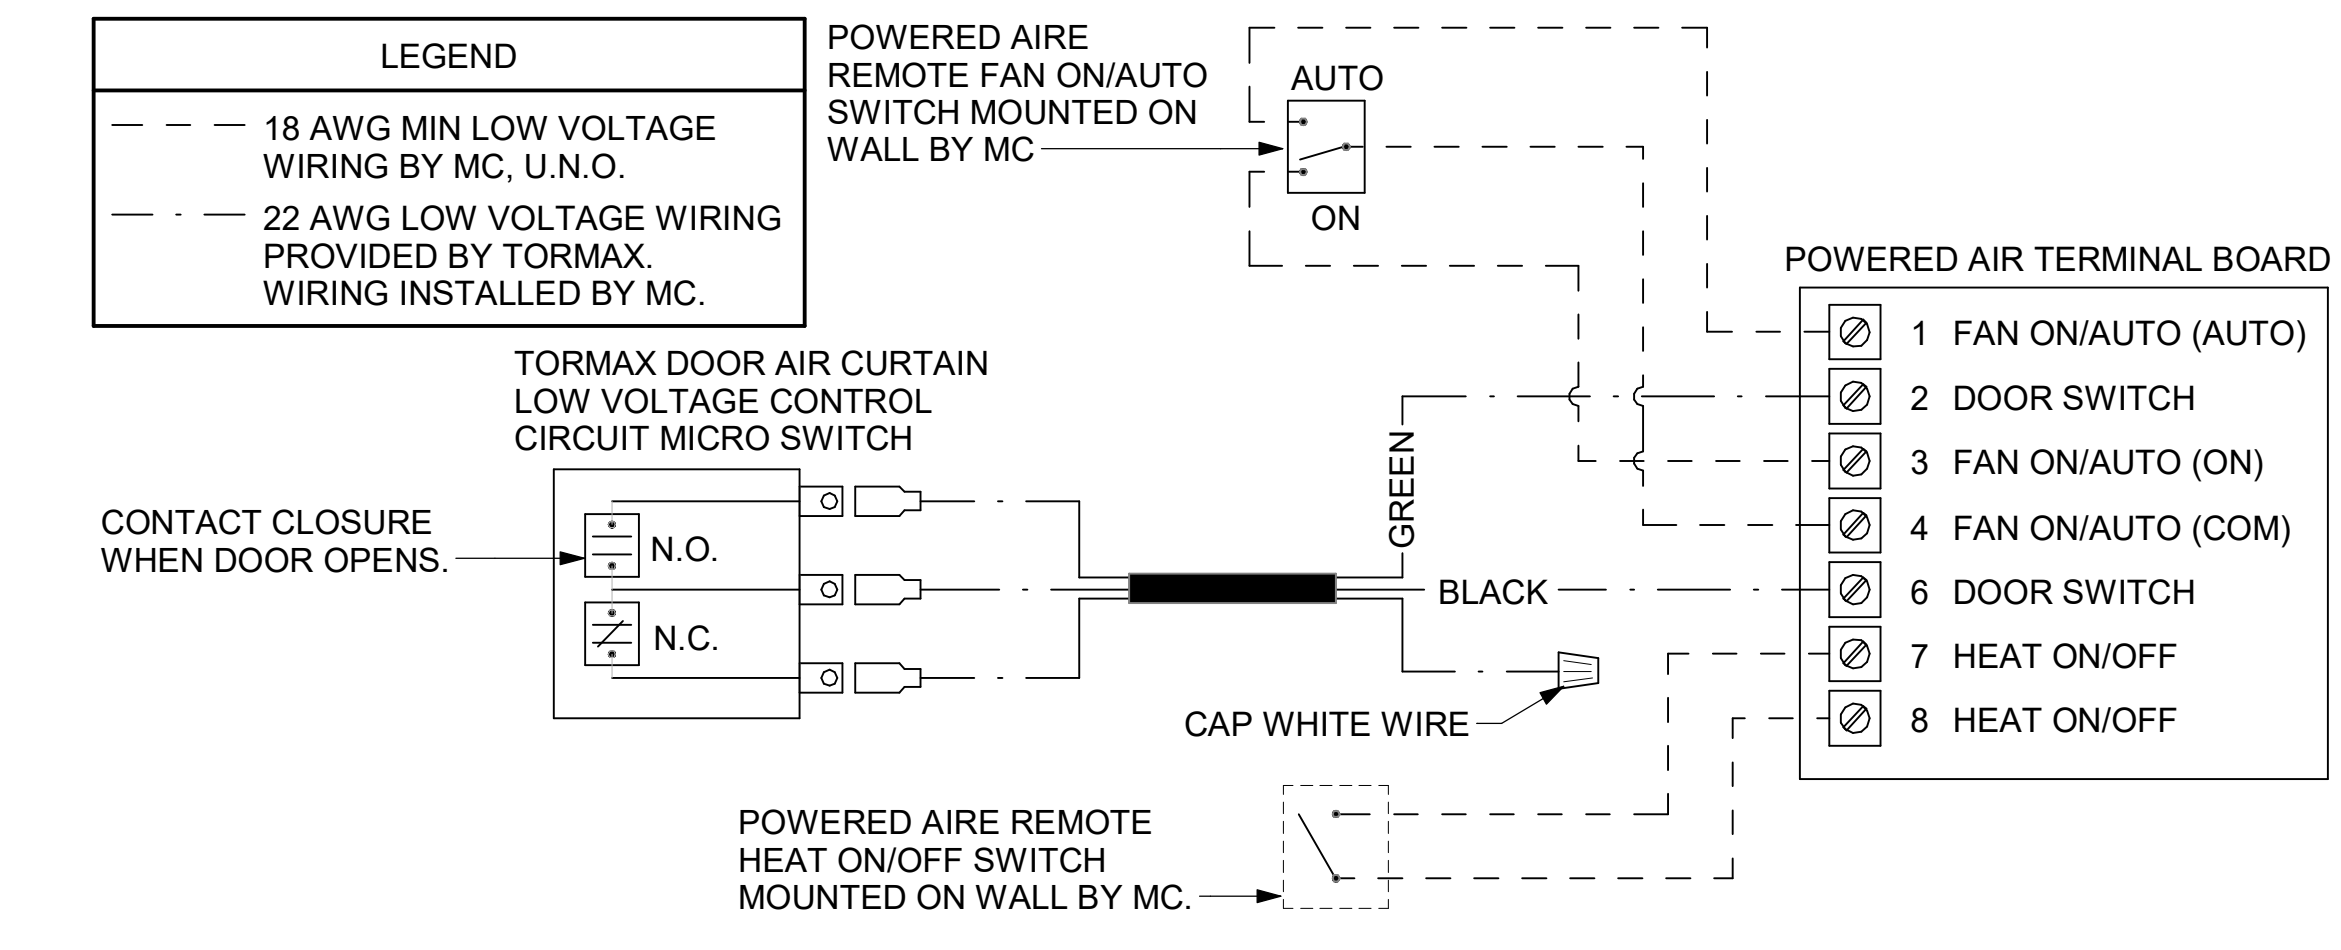 LEGEND
18 AWG MIN LOW VOLTAGE
WIRING BY MC, U.N.O.
22 AWG LOW VOLTAGE WIRING
PROVIDED BY TORMAX.
WIRING INSTALLED BY MC.
POWERED AIRE
REMOTE FAN ON/AUTO
SWITCH MOUNTED ON
WALL BY MC
AUTO
ON
POWERED AIR TERMINAL BOARD
1 FAN ON/AUTO (AUTO)
2 DOOR SWITCH
3 FAN ON/AUTO (ON)
4 FAN ON/AUTO (COM)
6 DOOR SWITCH
7 HEAT ON/OFF
8 HEAT ON/OFF
TORMAX DOOR AIR CURTAIN
LOW VOLTAGE CONTROL
CIRCUIT MICRO SWITCH
CONTACT CLOSURE
WHEN DOOR OPENS.
N.O.
N.C.
GREEN
BLACK
CAP WHITE WIRE
POWERED AIRE REMOTE
HEAT ON/OFF SWITCH
MOUNTED ON WALL BY MC.